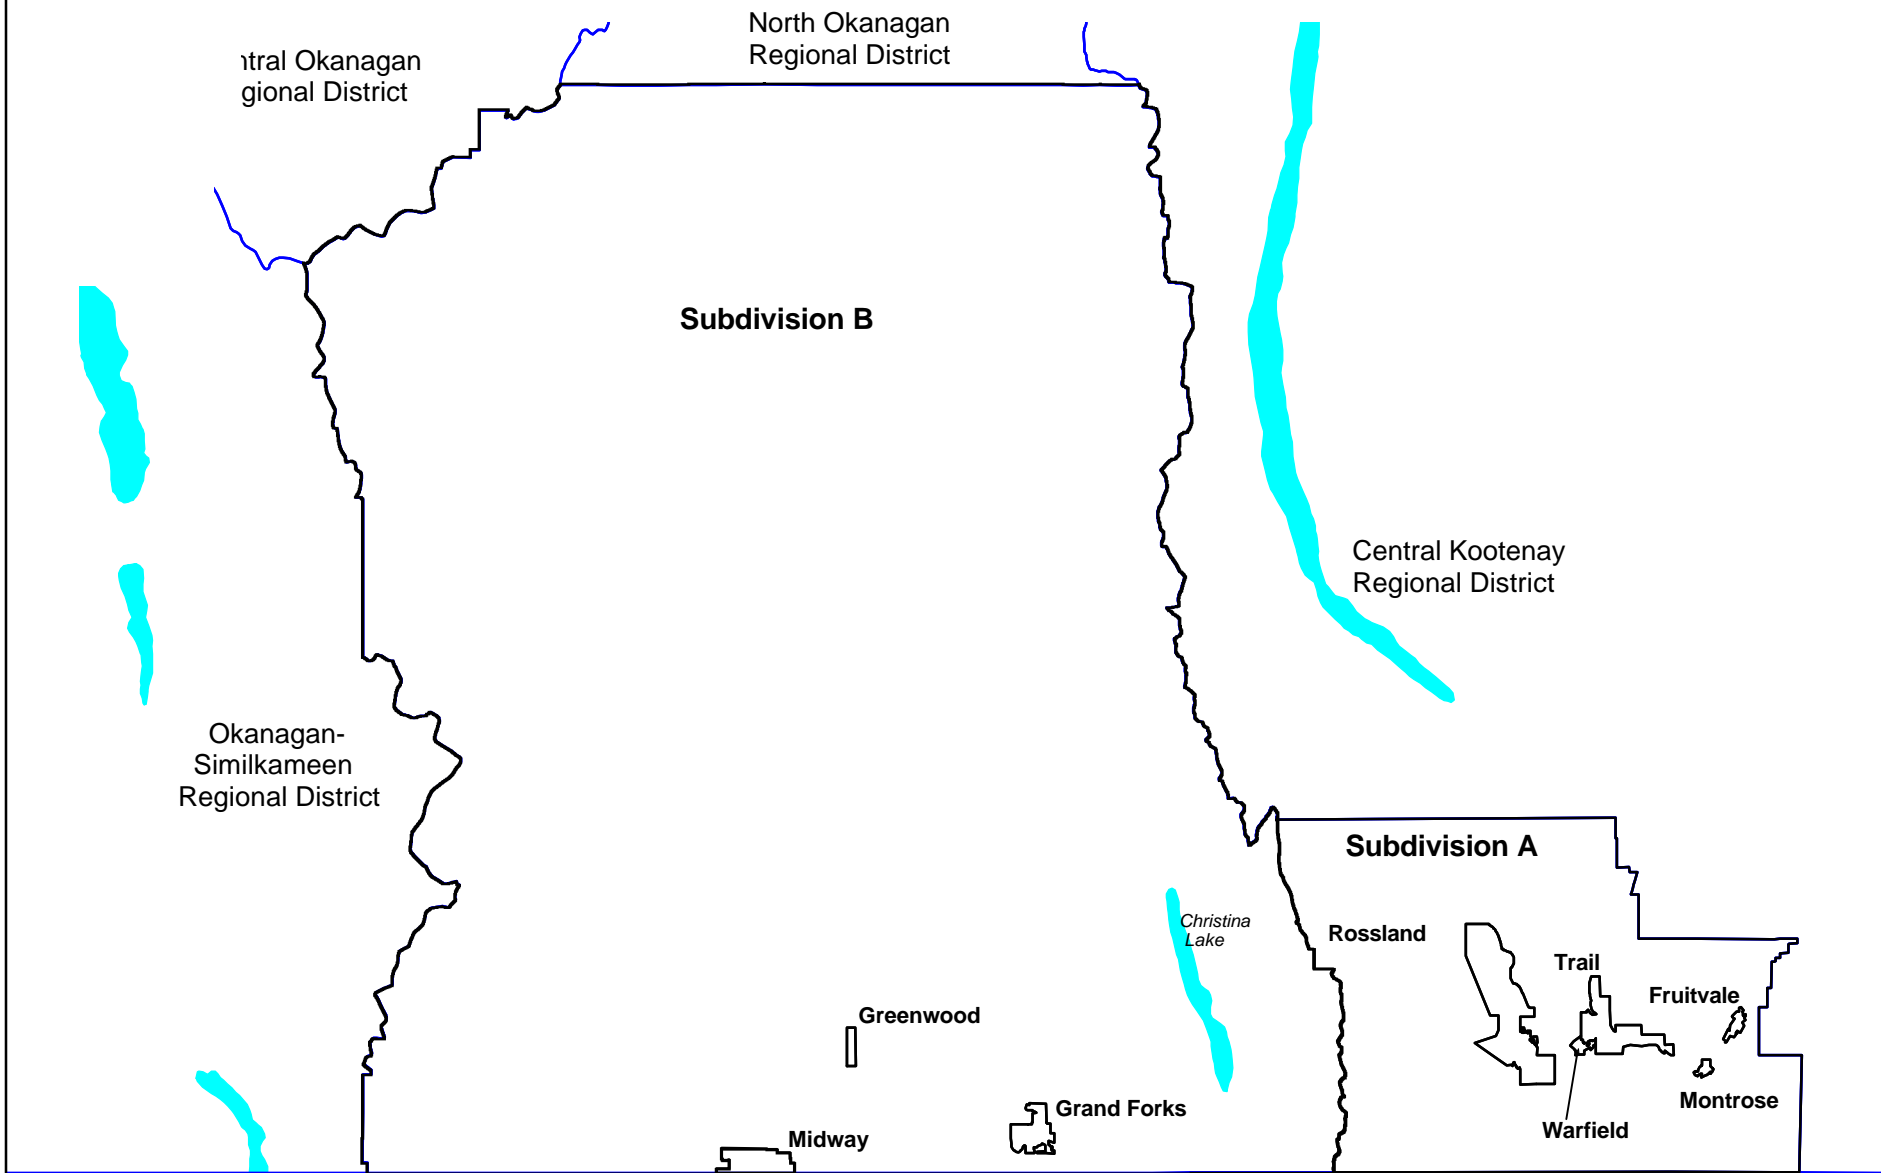 North Okanagan
Regional District
ntral Okanagan
gional District
Subdivision B
Central Kootenay
Regional District
Okanagan-
Similkameen
Regional District
Subdivision A
Christina
Lake
Rossland
Trail
Fruitvale
Greenwood
Montrose
Grand Forks
Warfield
Midway